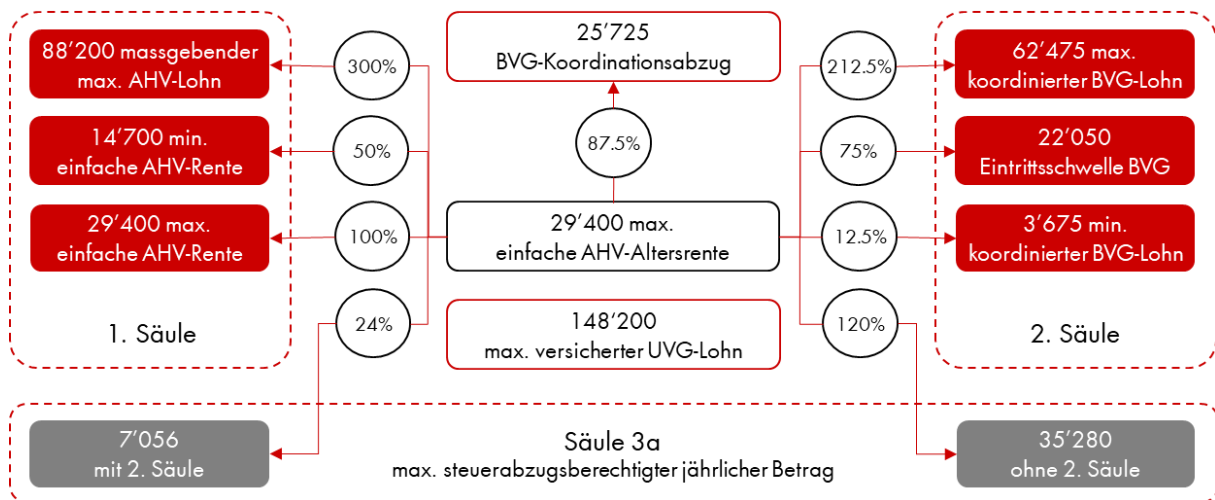 88’200 massgebender
max. AHV-Lohn
300%
25’725
BVG-Koordinationsabzug
212.5%
62’475 max.
koordinierter BVG-Lohn
14’700 min.
einfache AHV-Rente
50%
87.5%
75%
22’050
Eintrittsschwelle BVG
29’400 max.
einfache AHV-Rente
100%
29’400 max.
einfache AHV-Altersrente
12.5%
3’675 min.
koordinierter BVG-Lohn
1. Säule
24%
148‘200
max. versicherter UVG-Lohn
120%
2. Säule
7’056
mit 2. Säule
Säule 3a
max. steuerabzugsberechtigter jährlicher Betrag
35’280
ohne 2. Säule